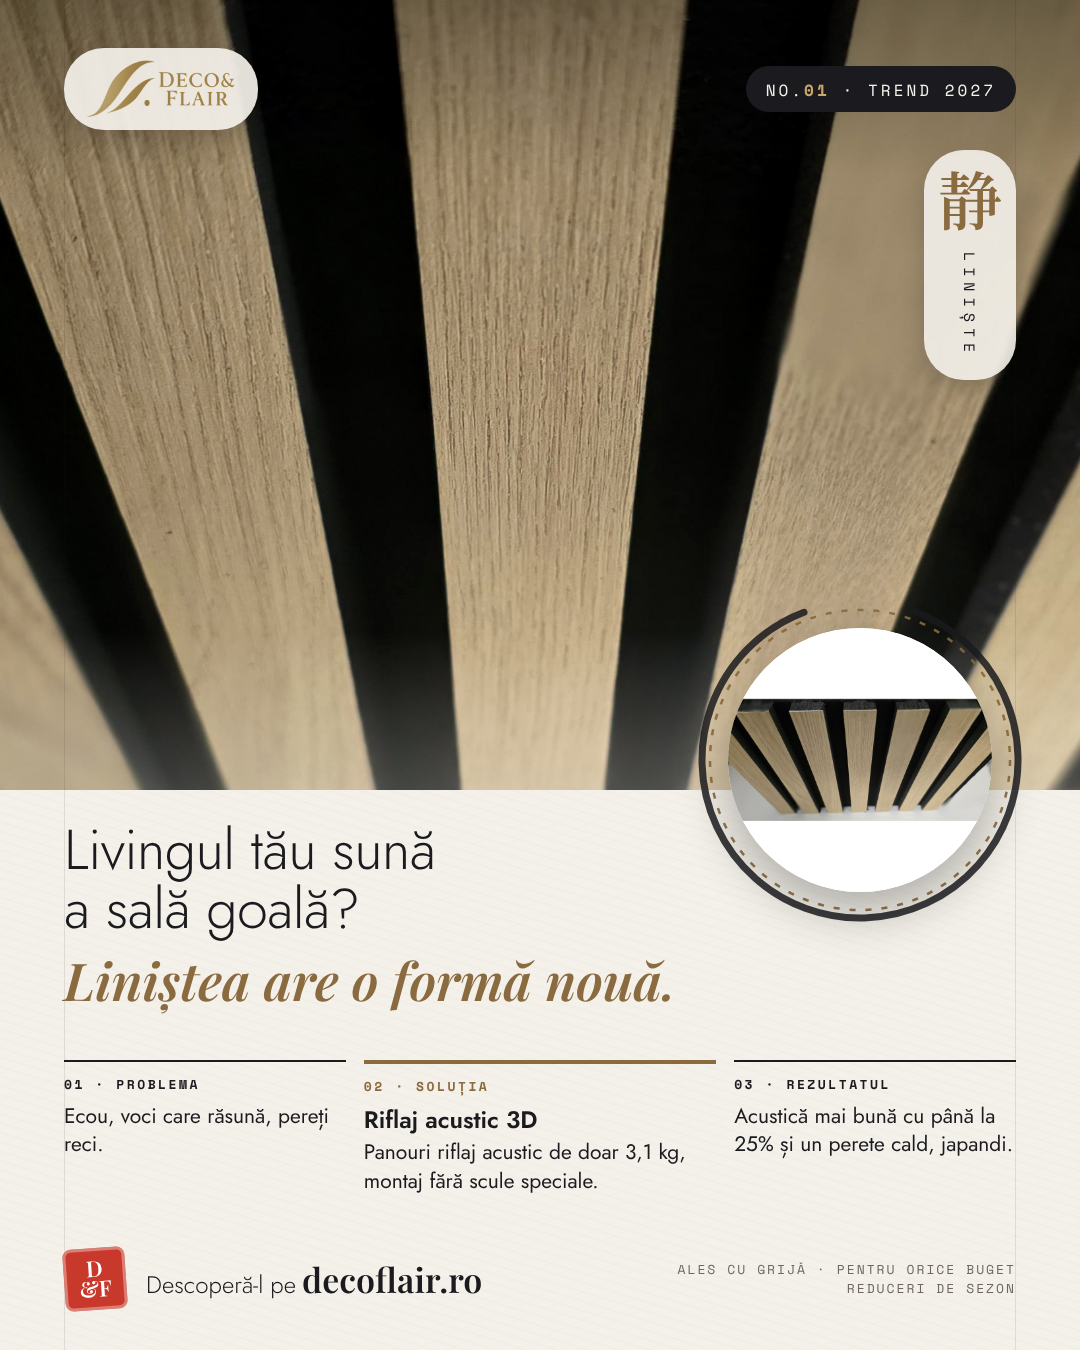 DECO&
FLAIR
NO.01 · TREND 2027
静
LINIȘTE
Livingul tău sună
a sală goală?
Liniștea are o formă nouă.
01 · PROBLEMA
Ecou, voci care răsună, pereți
reci.
02 · SOLUȚIA
Riflaj acustic 3D
Panouri riflaj acustic de doar 3,1 kg,
montaj fără scule speciale.
03 · REZULTATUL
Acustică mai bună cu până la
25% și un perete cald, japandi.
D
&F
Descoperă-l pe decoflair.ro
ALES CU GRIJĂ · PENTRU ORICE BUGET
REDUCERI DE SEZON